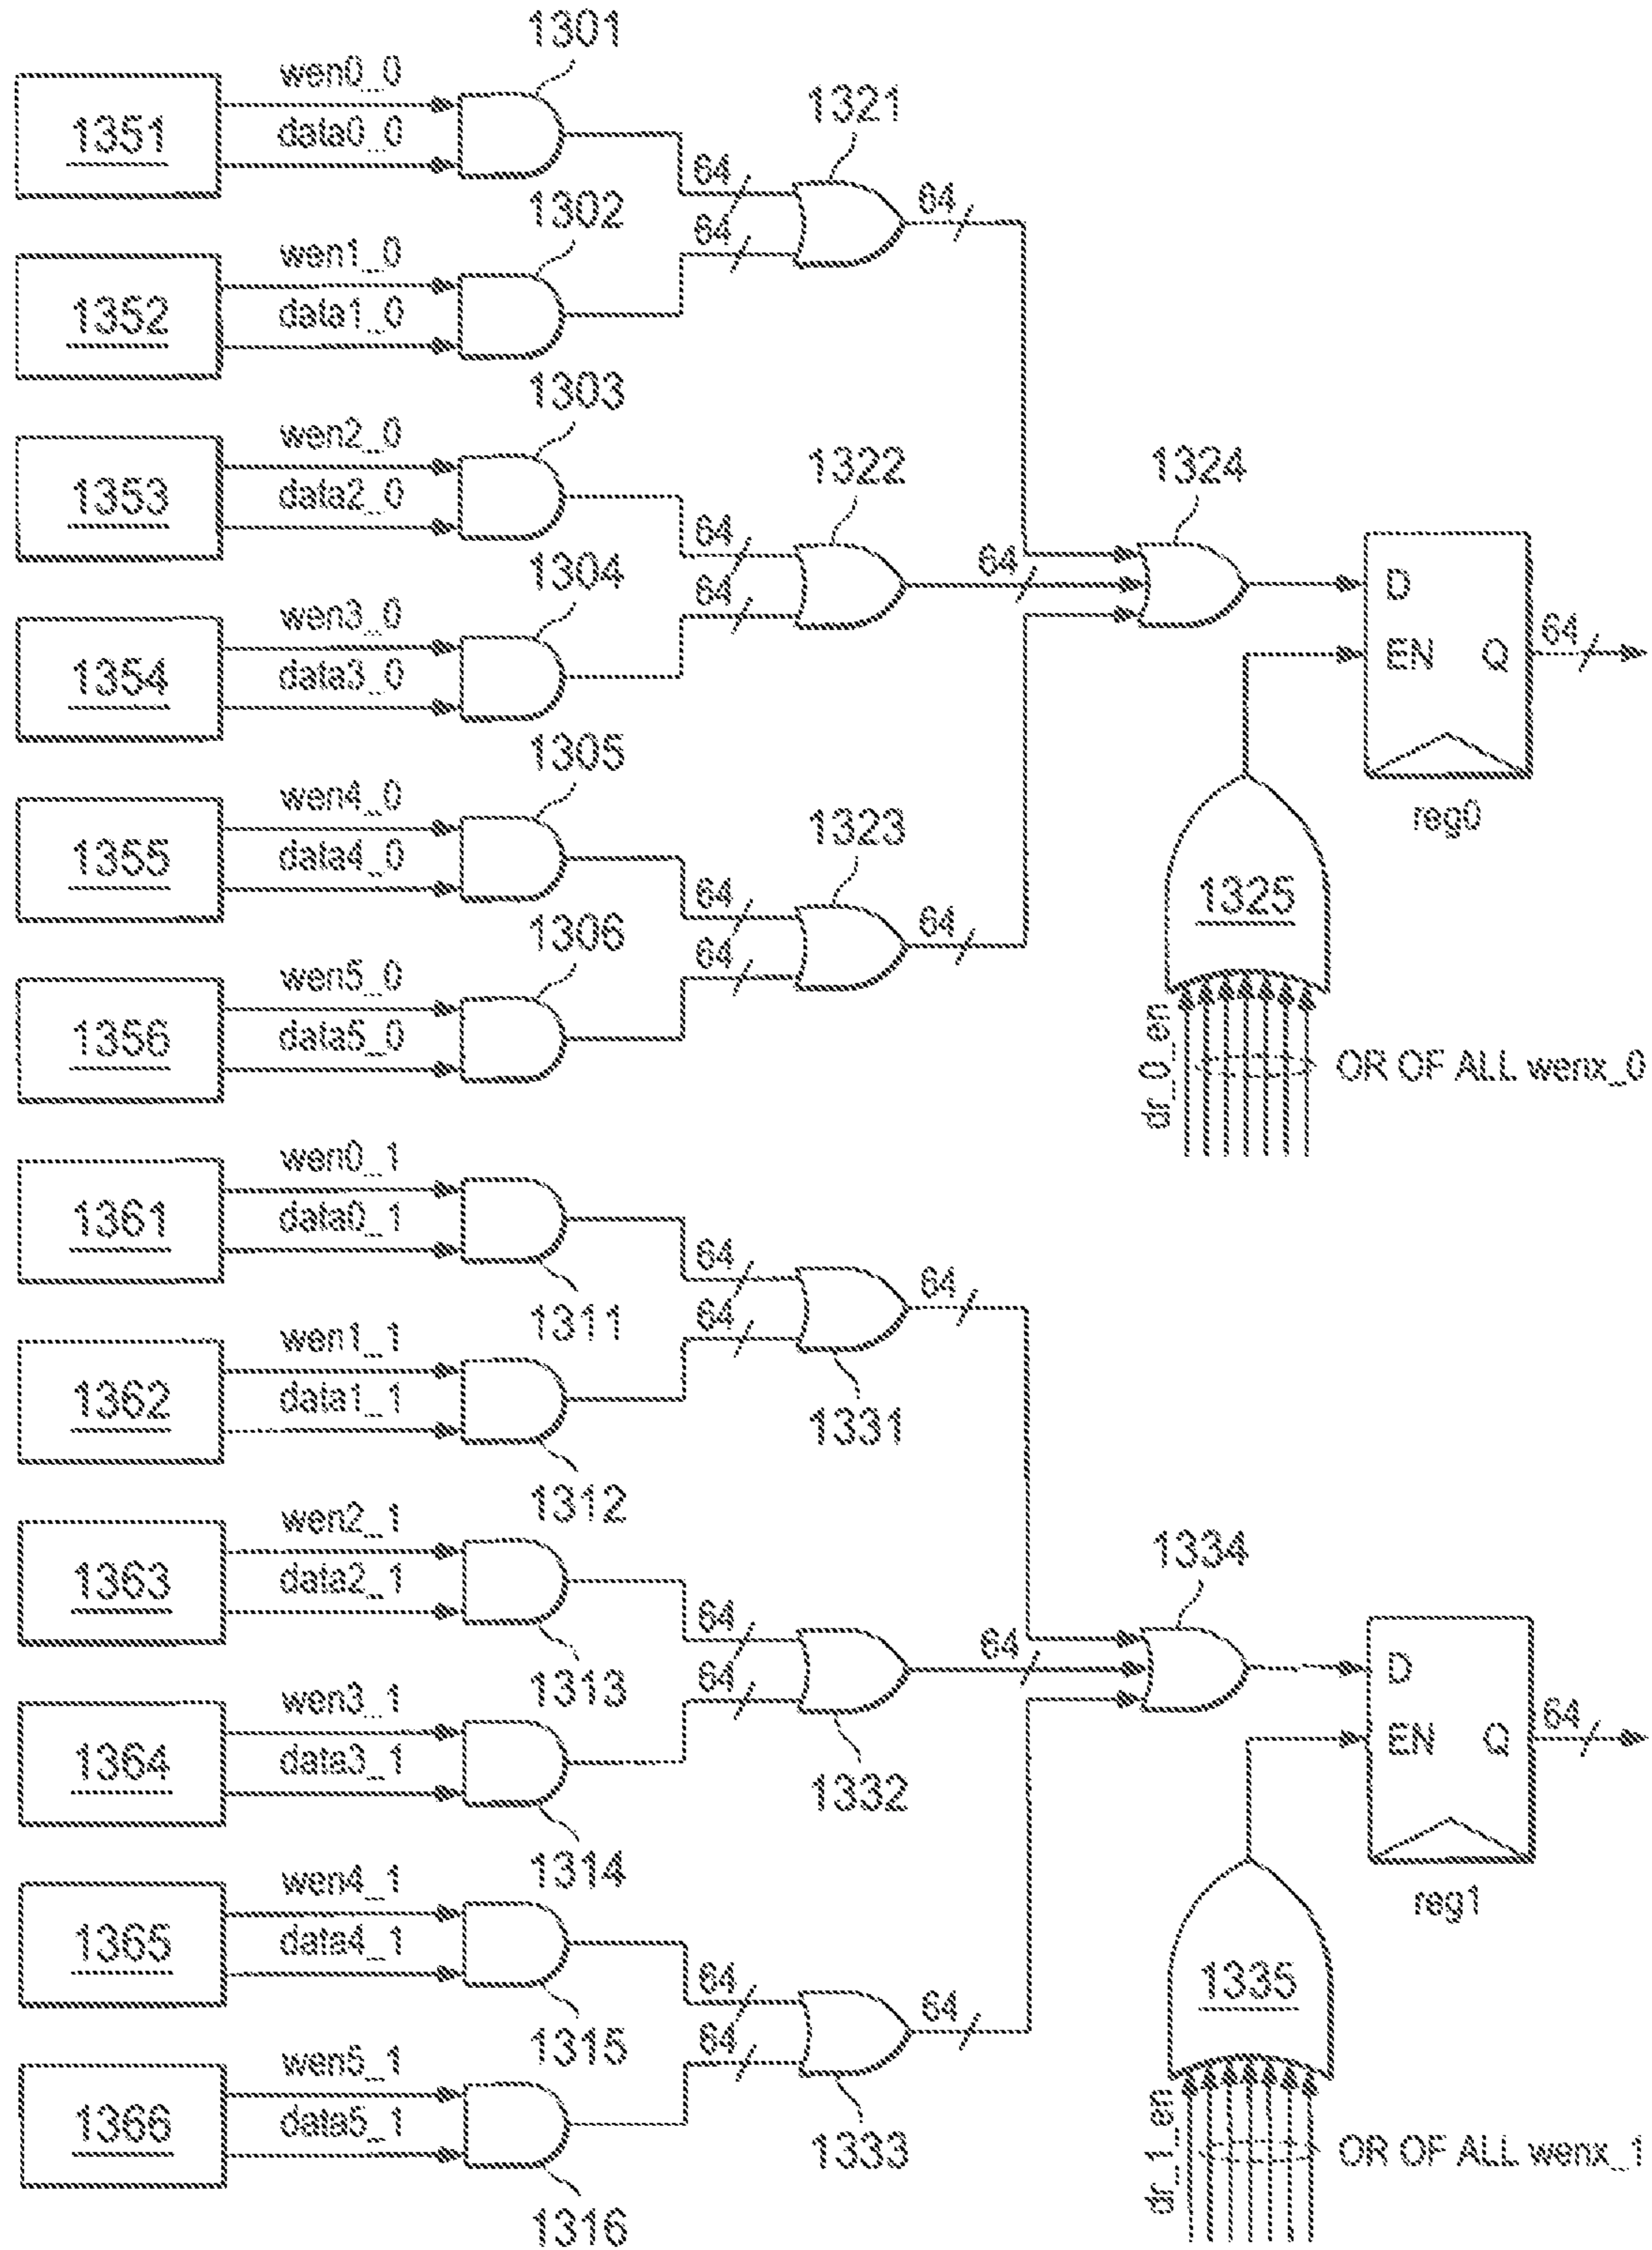 1301
wen0_0
1351
data0_0
1321
64
64
64
1302
wen1_0
1352
data1_0
1303
wen2_0
1353
data2_0
1322
1324
64
64
64
1304
wen3_0
1354
data3_0
D
EN Q
64
reg0
1305
wen4_0
1355
data4_0
1323
64
64
64
1325
1306
wen5_0
1356
data5_0
dr_0_en
OR OF ALL wenx_0
wen0_1
1361
data0_1
1311
64
64
64
wen1_1
1362
data1_1
1331
1312
wen2_1
1363
data2_1
1334
1313
64
64
64
wen3_1
1364
data3_1
1332
D
EN Q
64
reg1
1314
wen4_1
1365
data4_1
1315
64
64
64
1335
wen5_1
1366
data5_1
1333
dr_1_en
OR OF ALL wenx_1
1316